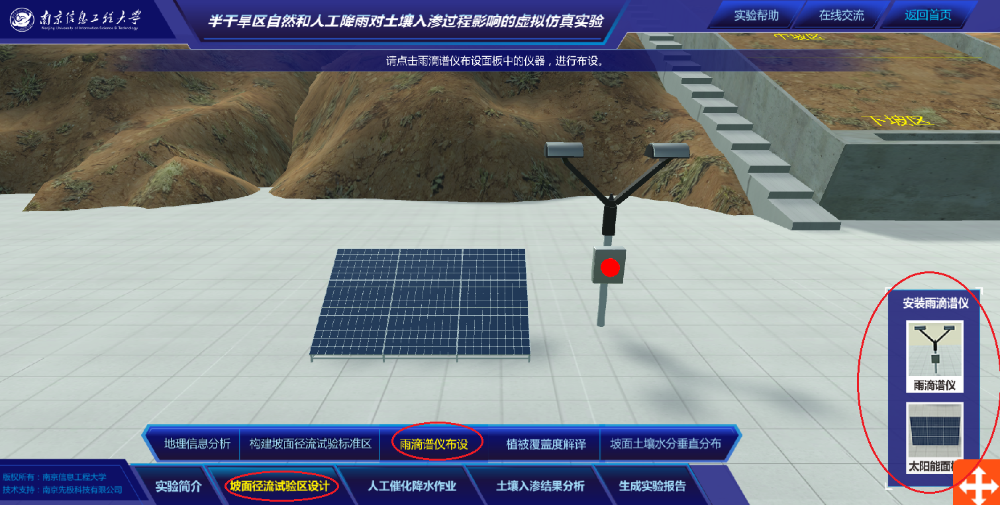 南京信息工程大学
Nanjing University of Information Science & Technology
半干旱区自然和人工降雨对土壤入渗过程影响的虚拟仿真实验
实验帮助
在线交流
返回首页
请点击雨滴谱仪布设面板中的仪器，进行布设。
中坡区
下坡区
安装雨滴谱仪
雨滴谱仪
太阳能面板
地理信息分析
构建坡面径流试验标准区
雨滴谱仪布设
植被覆盖度解译
坡面土壤水分垂直分布
版权所有：南京信息工程大学
技术支持：南京先极科技有限公司
实验简介
坡面径流试验区设计
人工催化降水作业
土壤入渗结果分析
生成实验报告